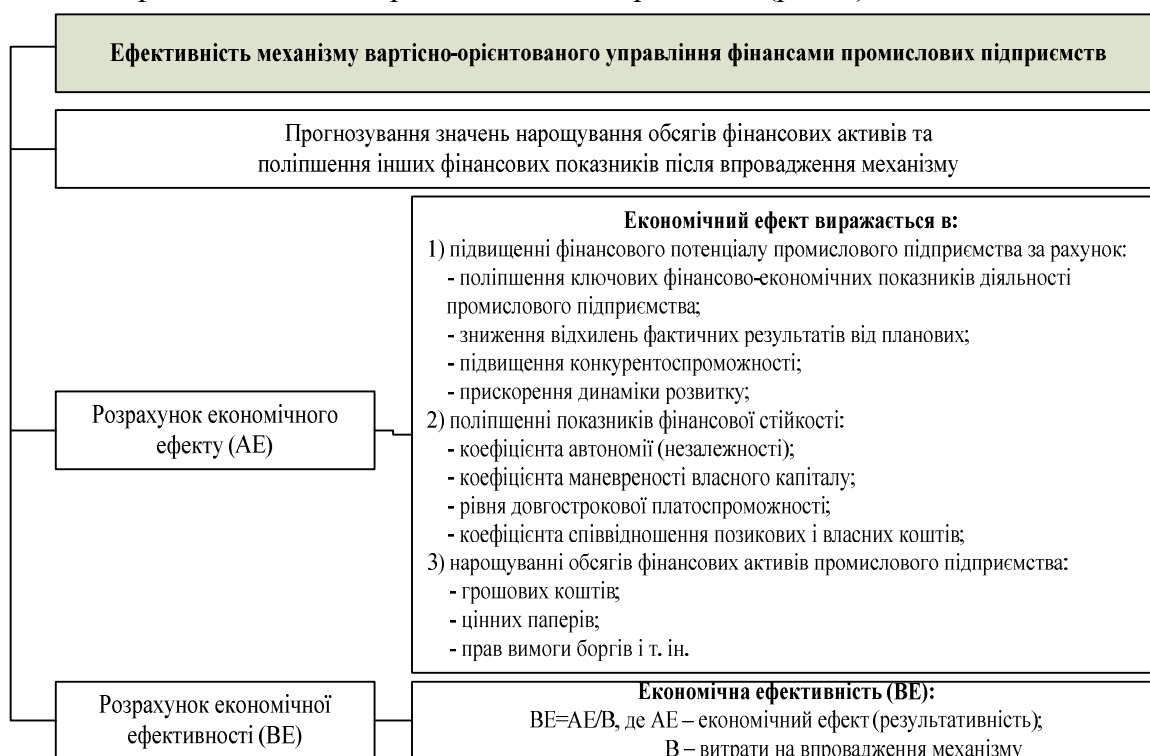 Ефективність механізму вартісно-орієнтованого управління фінансами промислових підприємств
Прогнозування значень нарощування обсягів фінансових активів та
поліпшення інших фінансових показників після впровадження механізму
Розрахунок економічного
ефекту (АЕ)
Економічний ефект виражається в:
1) підвищенні фінансового потенціалу промислового підприємства за рахунок:
- поліпшення ключових фінансово-економічних показників діяльності
промислового підприємства;
- зниження відхилень фактичних результатів від планових;
- підвищення конкурентоспроможності;
- прискорення динаміки розвитку;
2) поліпшенні показників фінансової стійкості:
- коефіцієнта автономії (незалежності);
- коефіцієнта маневреності власного капіталу;
- рівня довгострокової платоспроможності;
- коефіцієнта співвідношення позикових і власних коштів;
3) нарощуванні обсягів фінансових активів промислового підприємства:
- грошових коштів;
- цінних паперів;
- прав вимоги боргів і т. ін.
Розрахунок економічної
ефективності (ВЕ)
Економічна ефективність (ВЕ):
ВЕ=АЕ/В, де АЕ – економічний ефект (результативність);
В – витрати на впровадження механізму